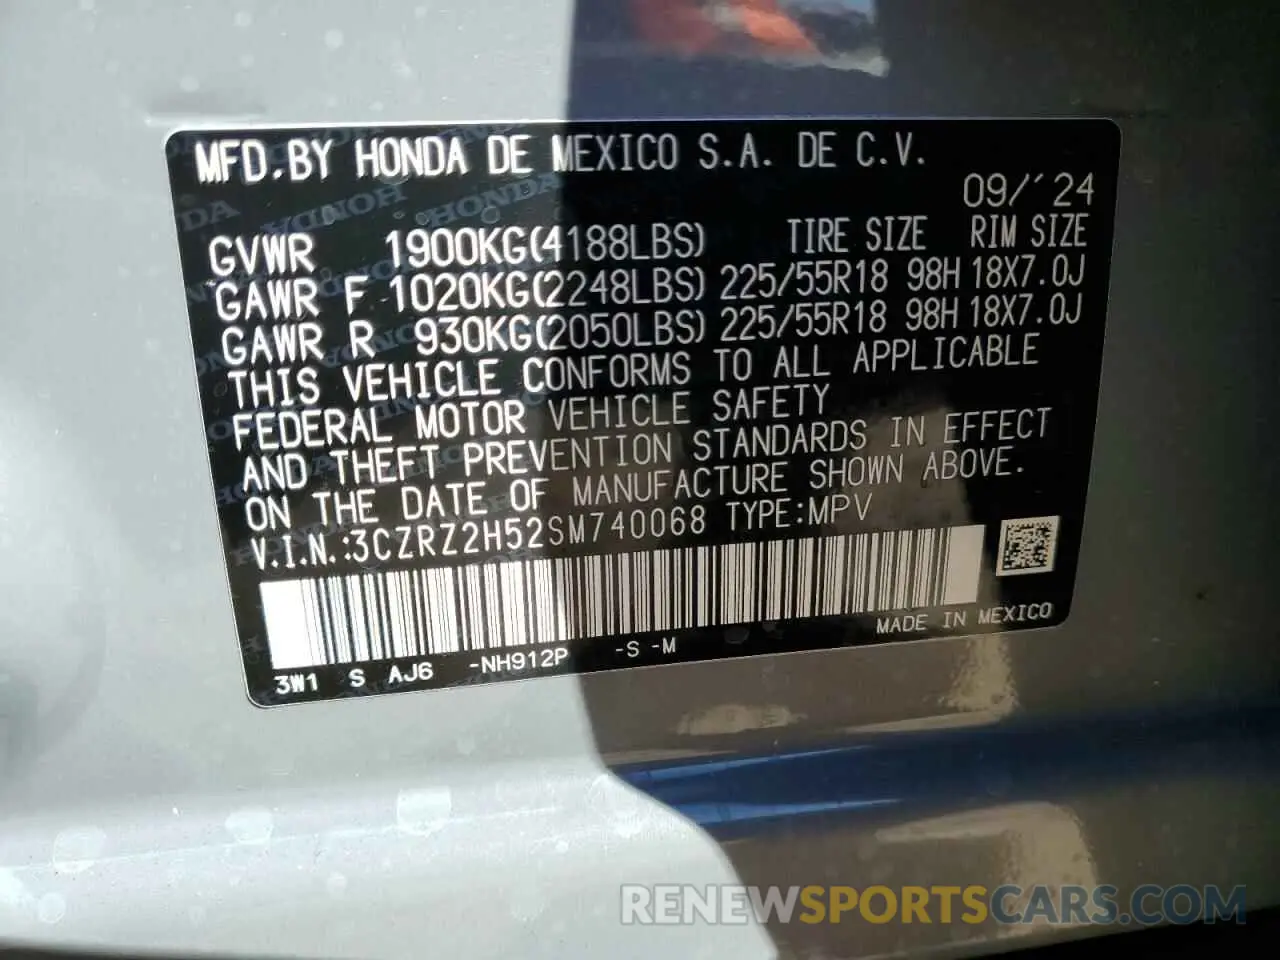 MFD.BY HONDA DE MEXICO S.A. DE C.V.
09/'24
GVWR 1900KG(4188LBS) TIRE SIZE RIM SIZE
GAWR F 1020KG(2248LBS) 225/55R18 98H 18X7.0J
GAWR R 930KG(2050LBS) 225/55R18 98H 18X7.0J
THIS VEHICLE CONFORMS TO ALL APPLICABLE
FEDERAL MOTOR VEHICLE SAFETY
AND THEFT PREVENTION STANDARDS IN EFFECT
ON THE DATE OF MANUFACTURE SHOWN ABOVE.
V.I.N.:3CZRZ2H52SM740068 TYPE:MPV
MADE IN MEXICO
3W1 S AJ6 -NH912P -S -M
RENEWSPORTSCARS.COM